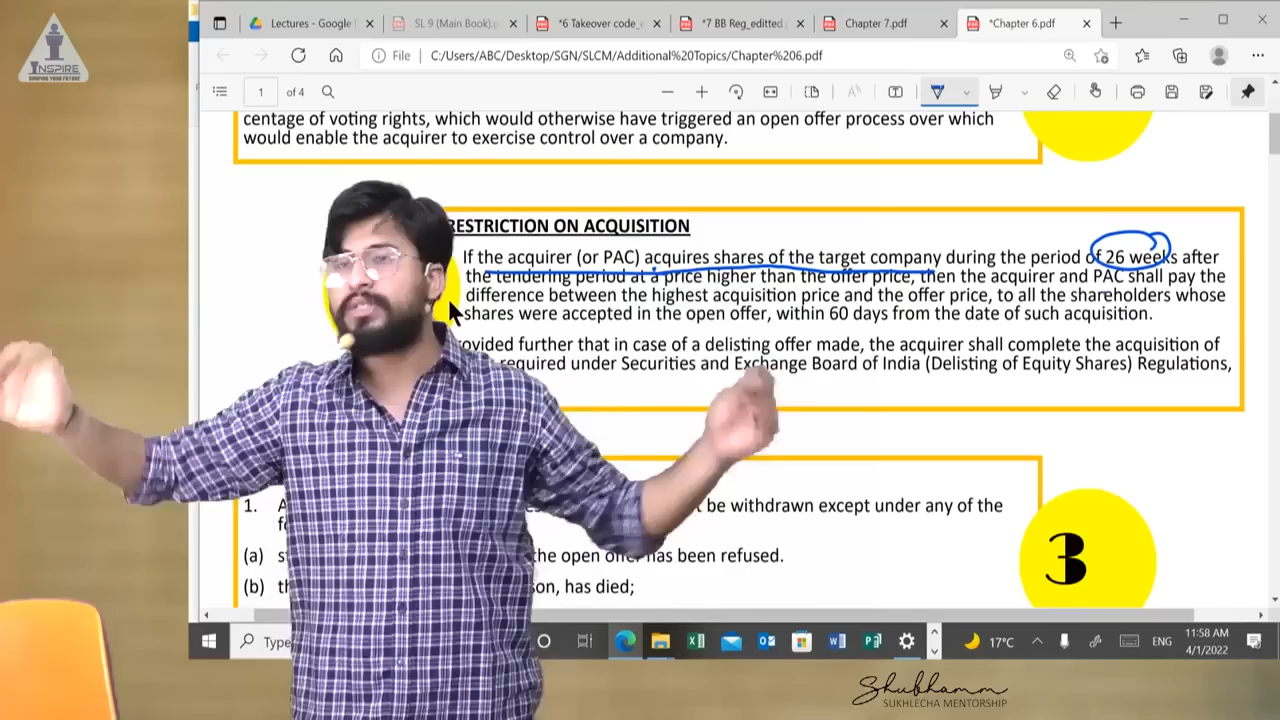 Lectures - Google
SL 9 (Main Book).p
*6 Takeover code_e
*7 BB Reg_editted.
Chapter 7.pdf
*Chapter 6.pdf
INSPIRE
SHAPING YOUR FUTURE
File
C:/Users/ABC/Desktop/SGN/SLCM/Additional%20Topics/Chapter%206.pdf
1 of 4
centage of voting rights, which would otherwise have triggered an open offer process over which
would enable the acquirer to exercise control over a company.
RESTRICTION ON ACQUISITION
If the acquirer (or PAC) acquires shares of the target company during the period of 26 weeks after
the tendering period at a price higher than the offer price, then the acquirer and PAC shall pay the
difference between the highest acquisition price and the offer price, to all the shareholders whose
shares were accepted in the open offer, within 60 days from the date of such acquisition.
ovided further that in case of a delisting offer made, the acquirer shall complete the acquisition of
equired under Securities and Exchange Board of India (Delisting of Equity Shares) Regulations,
1. be withdrawn except under any of the
(a) the open offer has been refused.
(b) son, has died;
3
Type
17°C
ENG
11:58 AM
4/1/2022
Shubhamm
SUKHLECHA MENTORSHIP